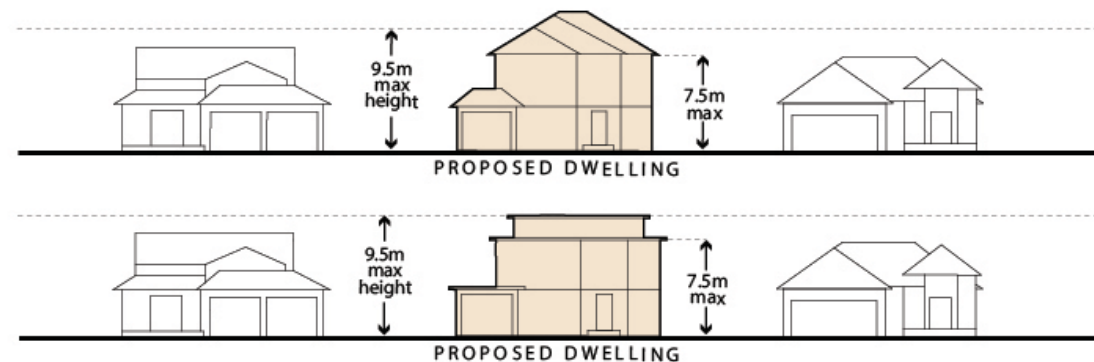 9.5m
max
height
7.5m
max
PROPOSED DWELLING
9.5m
max
height
7.5m
max
PROPOSED DWELLING